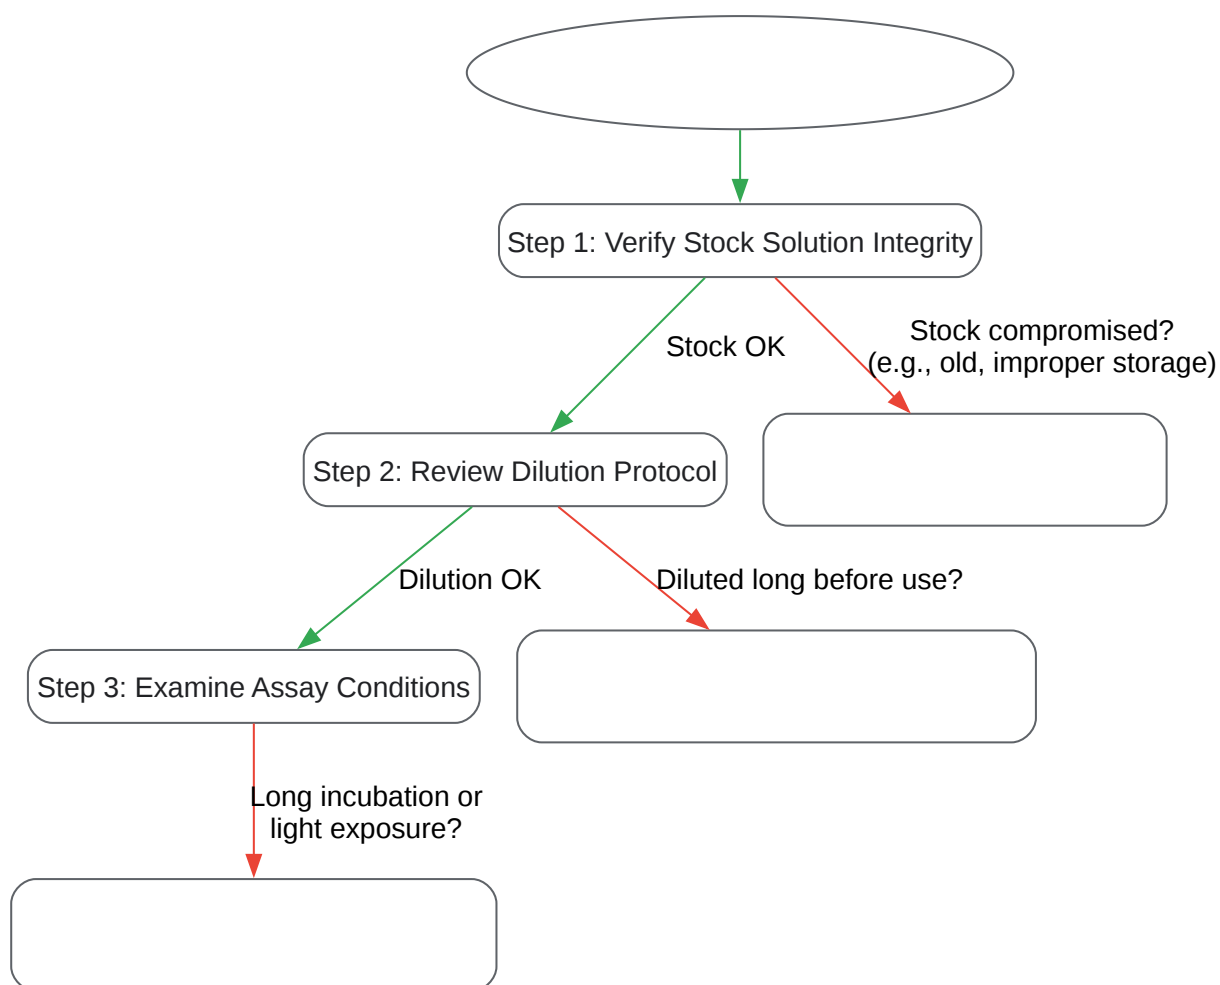 Step 1: Verify Stock Solution Integrity
Stock OK
Stock compromised?
(e.g., old, improper storage)
Step 2: Review Dilution Protocol
Dilution OK
Diluted long before use?
Step 3: Examine Assay Conditions
Long incubation or
light exposure?